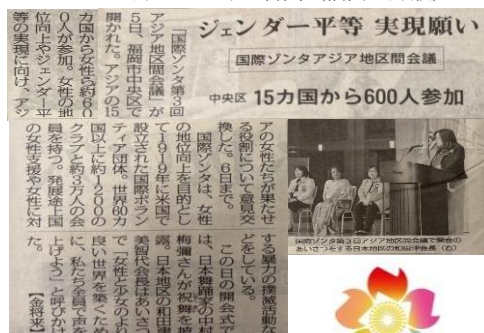 ジェンダー平等 実現願い
国際ゾンタアジア地区間会議
中央区 15カ国から600人参加
「国際ゾンタ第3回
アジア地区間会議」が
5日、福岡市中央区で
開かれた。アジアの15
カ国から女性ら約60
0人が参加。女性の地
位向上やジェンダー平
等の実現に向け、アジ
アの女性たちが果たせ
る役割について意見交
換した。6日まで。
国際ゾンタは、女性
の地位向上を目的とし
て1919年に米国で
設立された国際ボラン
ティア団体。世界60カ
国以上に約1200の
クラブと約3万人の会
員を持つ。発展途上国
の女性支援や女性に対
する暴力の撲滅活動な
どをしている。
この日の開会式で
は、日本舞踊家の中村
梅彌さんが祝舞を披
露。日本地区の和田
美智代会長はあいさつ
で「女性と少女のより
良い世界を築くため
に、私たち全員で声を
上げよう」と呼びかけ
た。【金将来】
国際ゾンタ第3回アジア地区間会議で開会の
あいさつをする日本地区の和田会長(右)